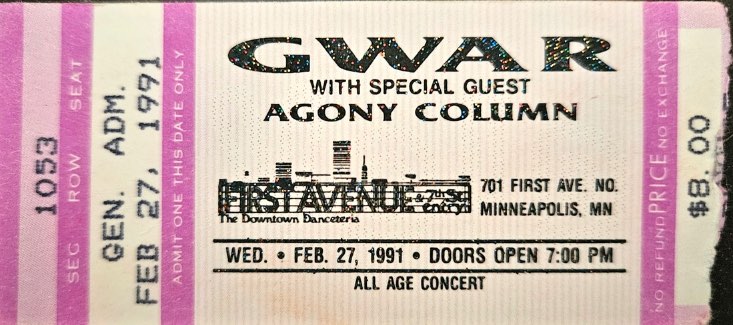 1053
SEC ROW SEAT
GEN. ADM.
FEB 27, 1991
ADMIT ONE THIS DATE ONLY
GWAR
WITH SPECIAL GUEST
AGONY COLUMN
FIRST AVENUE & 7th St entry
The Downtown Danceteria
701 FIRST AVE. NO.
MINNEAPOLIS, MN
WED. • FEB. 27, 1991 • DOORS OPEN 7:00 PM
ALL AGE CONCERT
NO REFUND PRICE NO EXCHANGE
$8.00